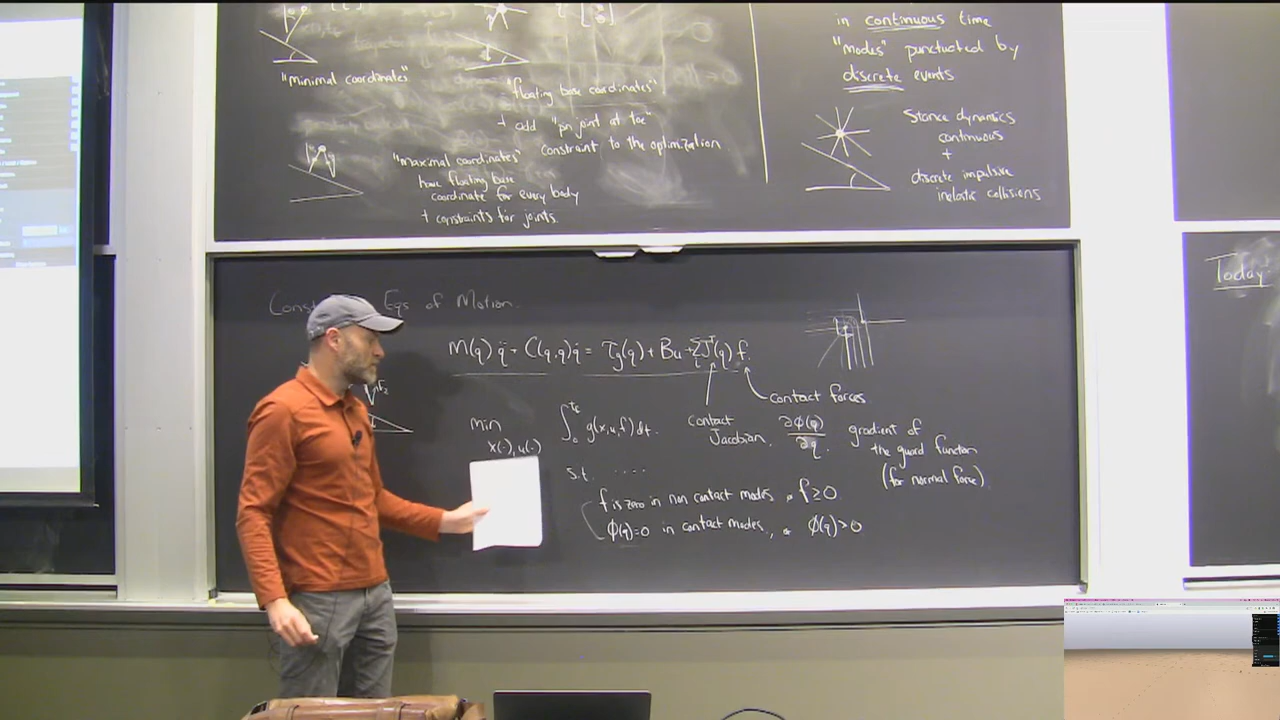 "minimal coordinates"
"floating base coordinates"
+ add "pin joint at toe"
constraint to the optimization
"maximal coordinates"
have floating base
coordinate for every body
+ constraints for joints.
in continuous time
"modes" punctuated by
discrete events
Stance dynamics
continuous
+
discrete impulsive
inelastic collisions
Eqs of Motion.
M(q) q̈ + C(q,q̇)q̇ = τg(q) + Bu + Σi Jᵀ(q) f.
contact forces
contact
Jacobian.
∂φ(q)
∂q
gradient of
the guard function
(for normal force)
min
x(·), u(·)
∫ g(x,u,f)dt.
s.t. ....
f is zero in non contact modes
f ≥ 0
φ(q)=0 in contact modes,
φ(q)>0
Today